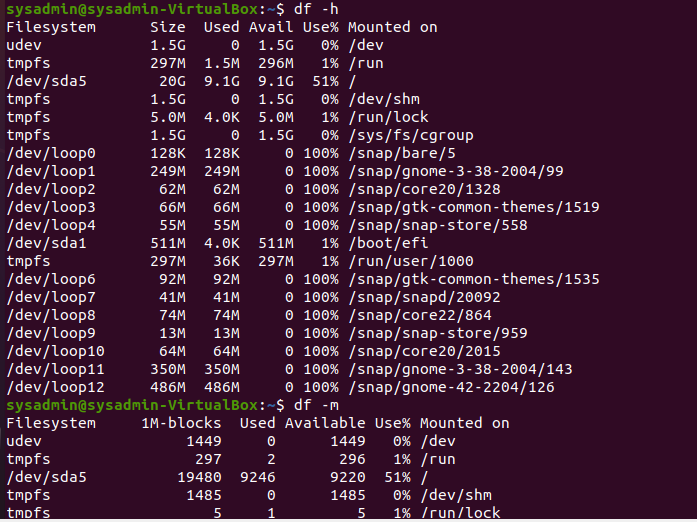 sysadmin@sysadmin-VirtualBox:~$ df -h
Filesystem      Size  Used Avail Use% Mounted on
udev            1.5G     0  1.5G   0% /dev
tmpfs           297M  1.5M  296M   1% /run
/dev/sda5        20G  9.1G  9.1G  51% /
tmpfs           1.5G     0  1.5G   0% /dev/shm
tmpfs           5.0M  4.0K  5.0M   1% /run/lock
tmpfs           1.5G     0  1.5G   0% /sys/fs/cgroup
/dev/loop0      128K  128K     0 100% /snap/bare/5
/dev/loop1      249M  249M     0 100% /snap/gnome-3-38-2004/99
/dev/loop2       62M   62M     0 100% /snap/core20/1328
/dev/loop3       66M   66M     0 100% /snap/gtk-common-themes/1519
/dev/loop4       55M   55M     0 100% /snap/snap-store/558
/dev/sda1       511M  4.0K  511M   1% /boot/efi
tmpfs           297M   36K  297M   1% /run/user/1000
/dev/loop6       92M   92M     0 100% /snap/gtk-common-themes/1535
/dev/loop7       41M   41M     0 100% /snap/snapd/20092
/dev/loop8       74M   74M     0 100% /snap/core22/864
/dev/loop9       13M   13M     0 100% /snap/snap-store/959
/dev/loop10      64M   64M     0 100% /snap/core20/2015
/dev/loop11     350M  350M     0 100% /snap/gnome-3-38-2004/143
/dev/loop12     486M  486M     0 100% /snap/gnome-42-2204/126
sysadmin@sysadmin-VirtualBox:~$ df -m
Filesystem     1M-blocks  Used Available Use% Mounted on
udev                1449     0      1449   0% /dev
tmpfs                297     2       296   1% /run
/dev/sda5          19480  9246      9220  51% /
tmpfs               1485     0      1485   0% /dev/shm
tmpfs                  5     1         5   1% /run/lock